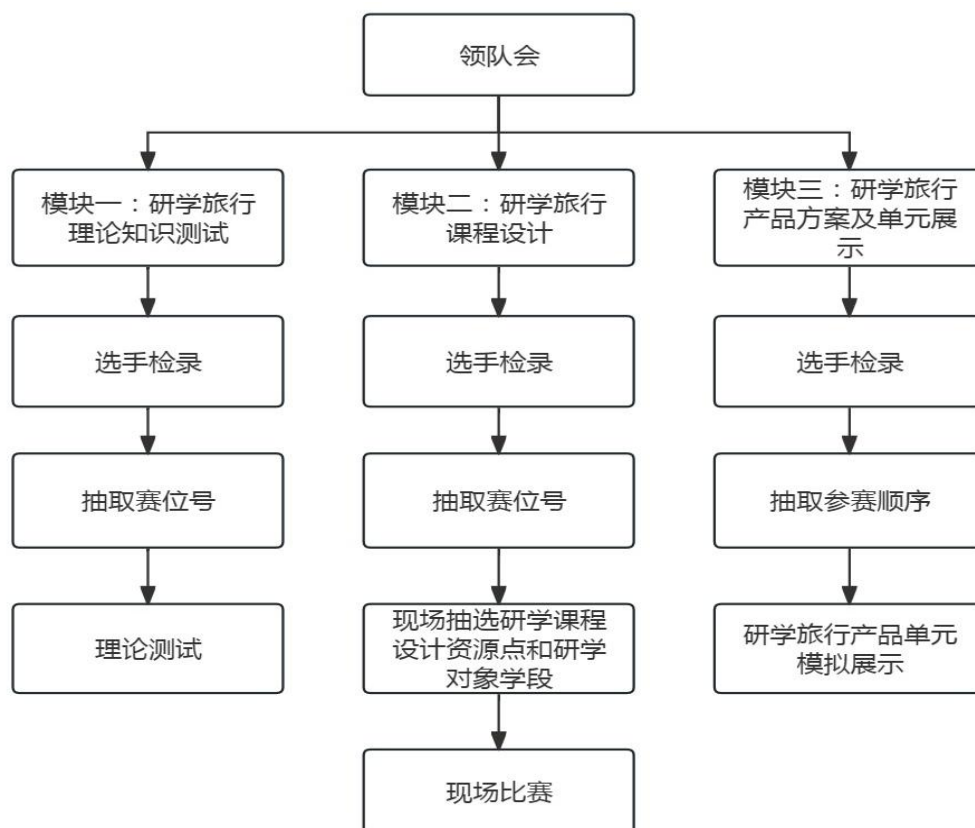 领队会
模块一：研学旅行
理论知识测试
选手检录
抽取赛位号
理论测试
模块二：研学旅行
课程设计
选手检录
抽取赛位号
现场抽选研学课程
设计资源点和研学
对象学段
现场比赛
模块三：研学旅行
产品方案及单元展
示
选手检录
抽取参赛顺序
研学旅行产品单元
模拟展示